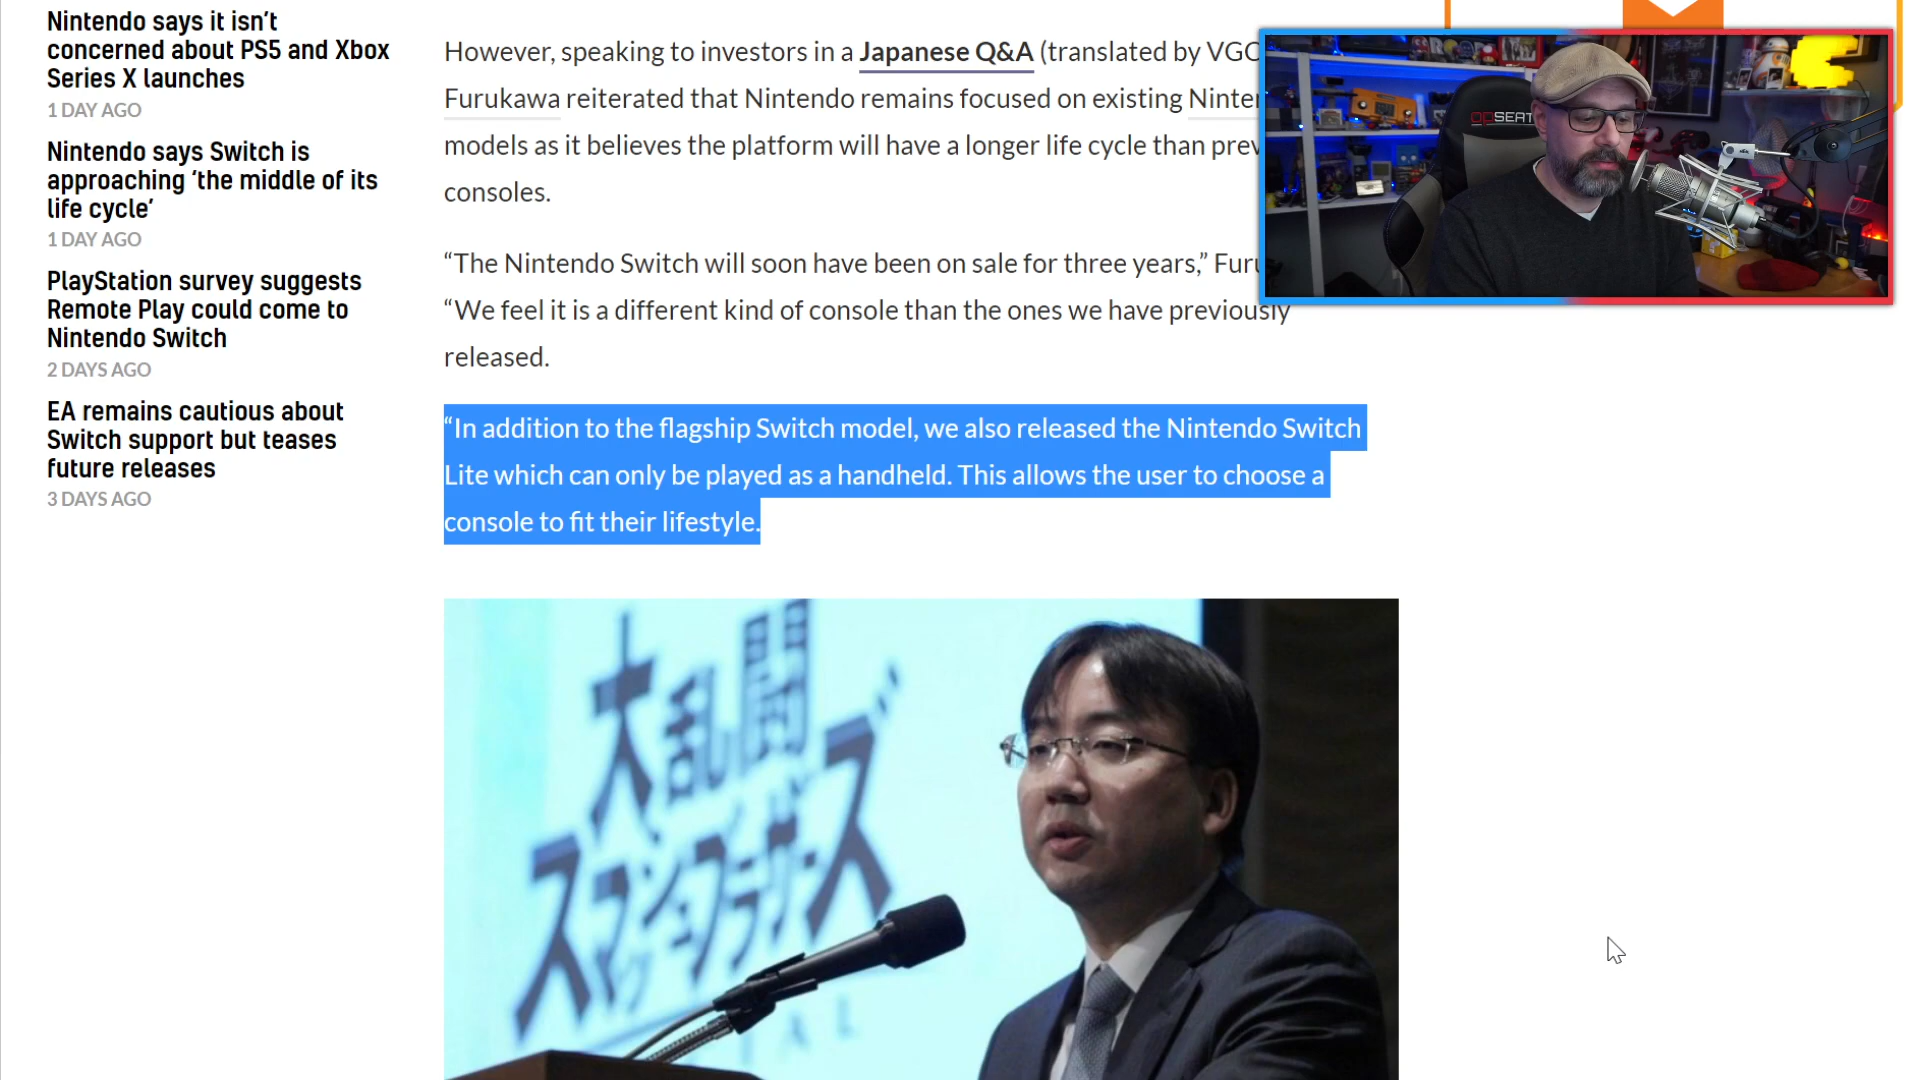 Nintendo says it isn’t
concerned about PS5 and Xbox
Series X launches
1 DAY AGO
Nintendo says Switch is
approaching ‘the middle of its
life cycle’
1 DAY AGO
PlayStation survey suggests
Remote Play could come to
Nintendo Switch
2 DAYS AGO
EA remains cautious about
Switch support but teases
future releases
3 DAYS AGO
However, speaking to investors in a Japanese Q&A (translated by VGC
Furukawa reiterated that Nintendo remains focused on existing
models as it believes the platform will have a longer life cycle than
consoles.
“The Nintendo Switch will soon have been on sale for three years,”
“We feel it is a different kind of console than the ones we have previously
released.
“In addition to the flagship Switch model, we also released the Nintendo Switch
Lite which can only be played as a handheld. This allows the user to choose a
console to fit their lifestyle.
opSEAT
大乱闘
スマッシュブラザーズ